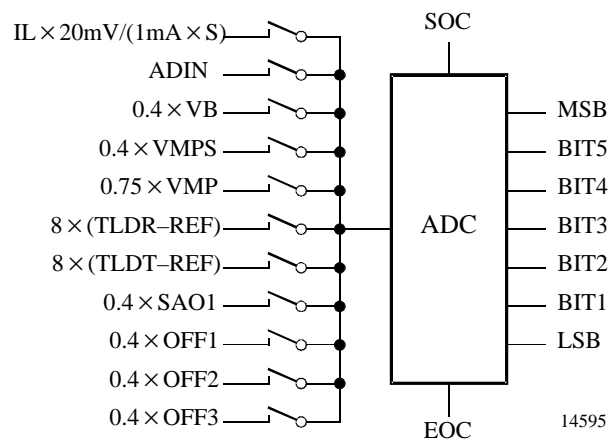 IL × 20mV/(1mA × S)
SOC
ADIN
0.4 × VB
MSB
0.4 × VMPS
BIT5
0.75 × VMP
BIT4
8 × (TLDR–REF)
ADC
BIT3
8 × (TLDT–REF)
BIT2
0.4 × SAO1
BIT1
0.4 × OFF1
LSB
0.4 × OFF2
0.4 × OFF3
EOC
14595